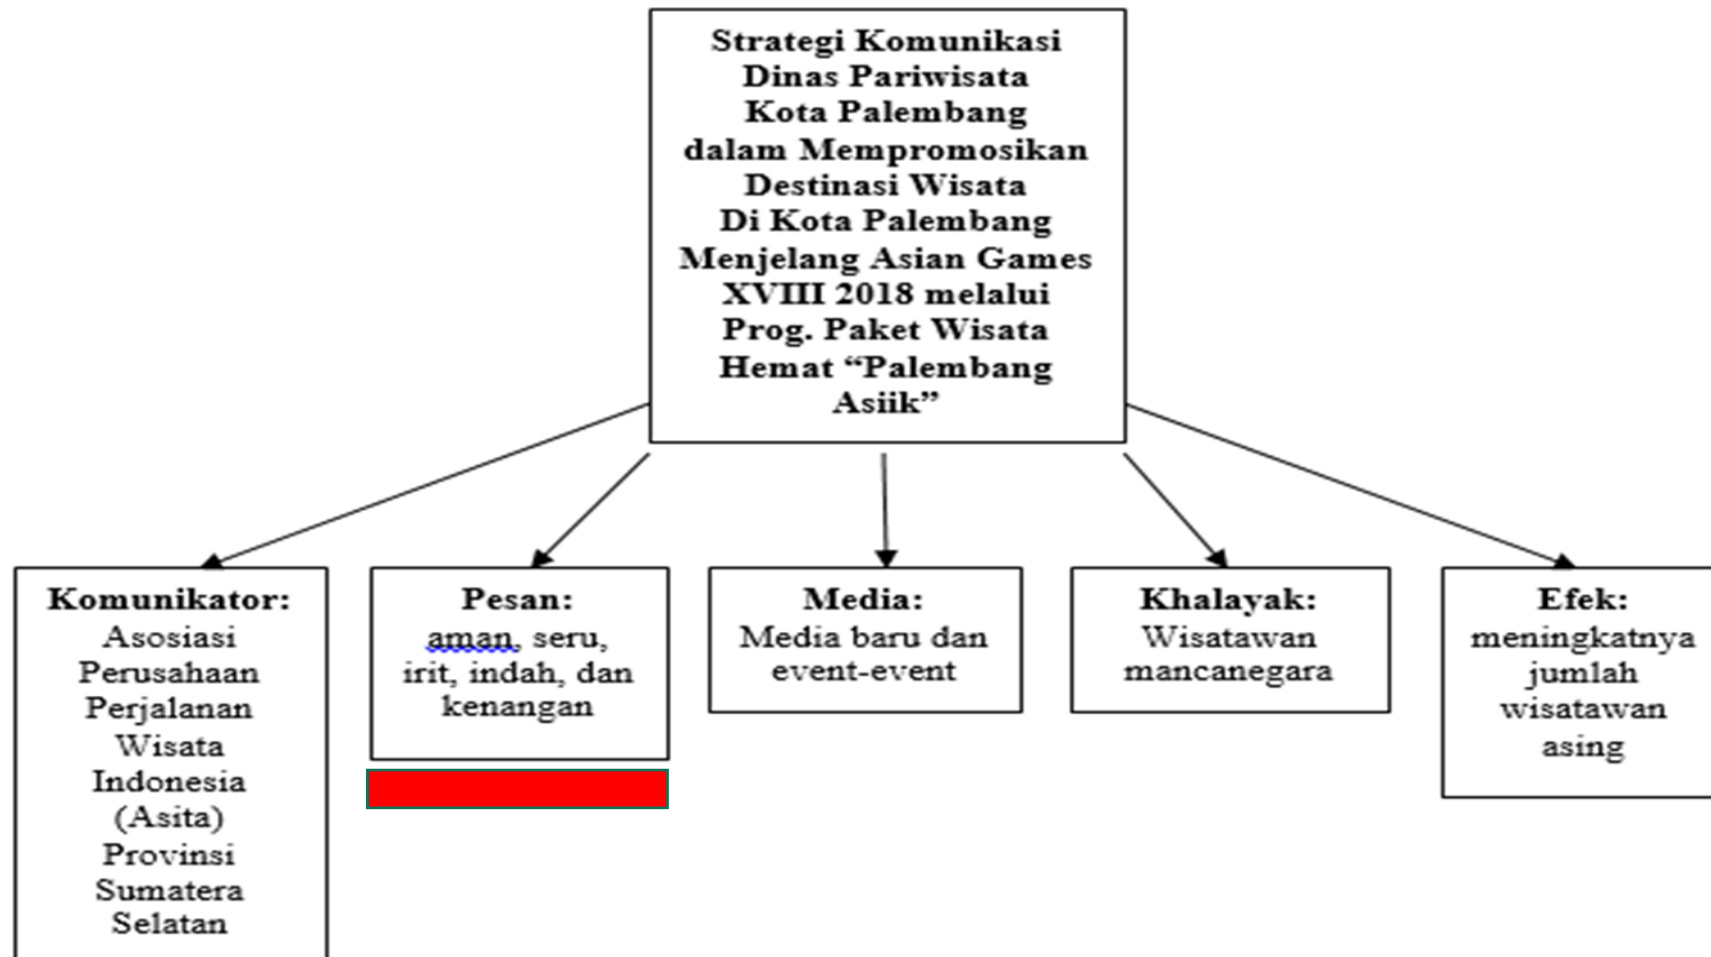 Strategi Komunikasi
Dinas Pariwisata
Kota Palembang
dalam Mempromosikan
Destinasi Wisata
Di Kota Palembang
Menjelang Asian Games
XVIII 2018 melalui
Prog. Paket Wisata
Hemat “Palembang
Asiik”
Komunikator:
Asosiasi
Perusahaan
Perjalanan
Wisata
Indonesia
(Asita)
Provinsi
Sumatera
Selatan
Pesan:
aman, seru,
irit, indah, dan
kenangan
Media:
Media baru dan
event-event
Khalayak:
Wisatawan
mancanegara
Efek:
meningkatnya
jumlah
wisatawan
asing